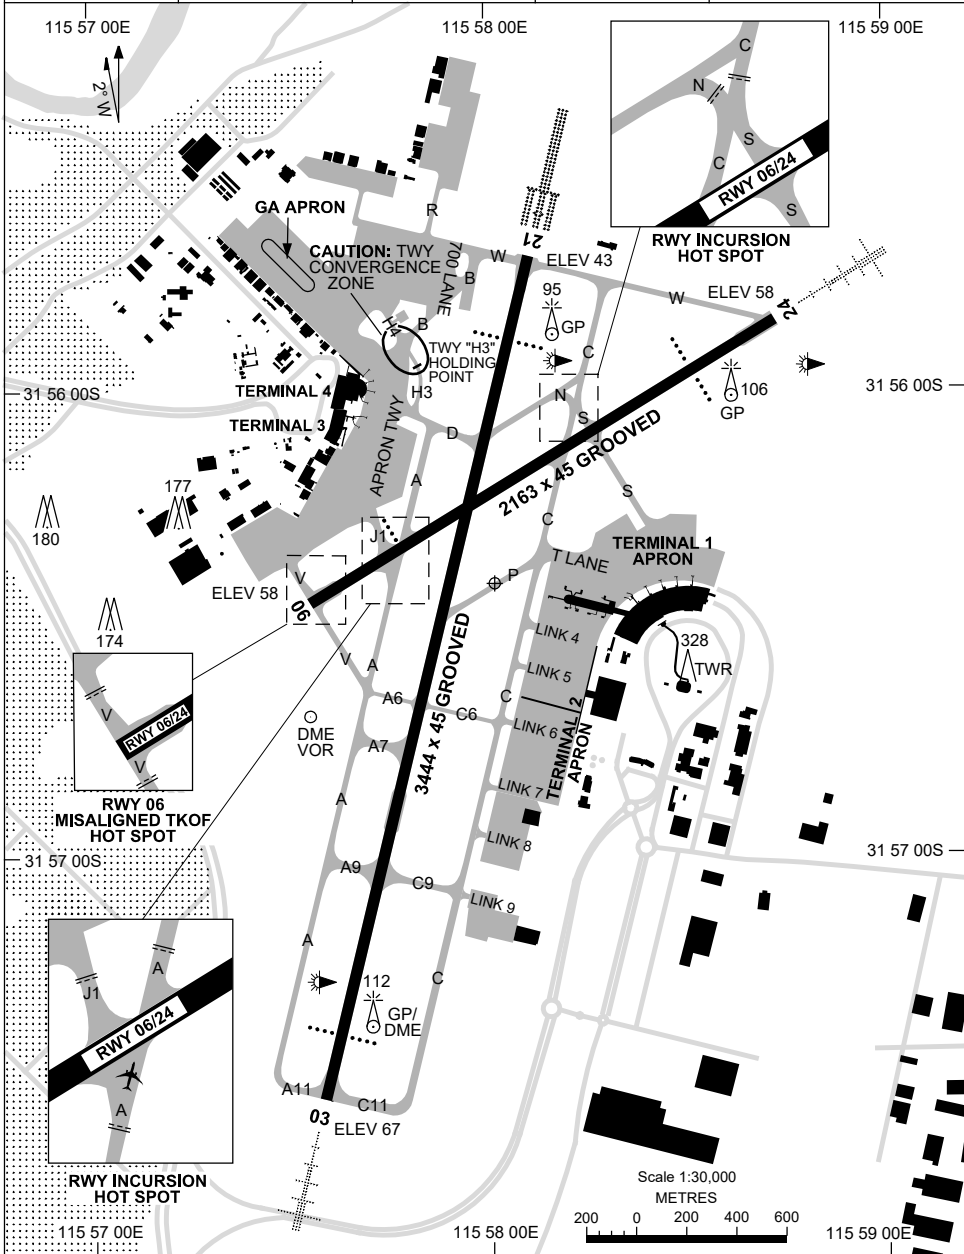 115 57 00E
115 58 00E
115 59 00E
2° W
C
N
S
C
RWY 06/24
S
RWY INCURSION
HOT SPOT
GA APRON
R
CAUTION: TWY
CONVERGENCE
ZONE
700 LANE
B
W
21
ELEV 43
95
GP
W
ELEV 58
24
H4
B
TWY "H3"
HOLDING
POINT
H3
C
TERMINAL 4
TERMINAL 3
31 56 00S
31 56 00S
N
S
106
GP
D
APRON TWY
A
2163 x 45 GROOVED
S
177
180
J1
C
TERMINAL 1
APRON
T LANE
V
ELEV 58
06
P
174
LINK 4
328
TWR
V
A
LINK 5
A6
C
C6
LINK 6
DME
VOR
A7
3444 x 45 GROOVED
TERMINAL 2
APRON
V
RWY 06/24
V
RWY 06
MISALIGNED TKOF
HOT SPOT
A
LINK 7
LINK 8
31 57 00S
31 57 00S
A9
C9
LINK 9
A
C
112
GP/
DME
A
J1
RWY 06/24
A
RWY INCURSION
HOT SPOT
A11
C11
03
ELEV 67
Scale 1:30,000
METRES
200 0 200 400 600
115 57 00E
115 58 00E
115 59 00E